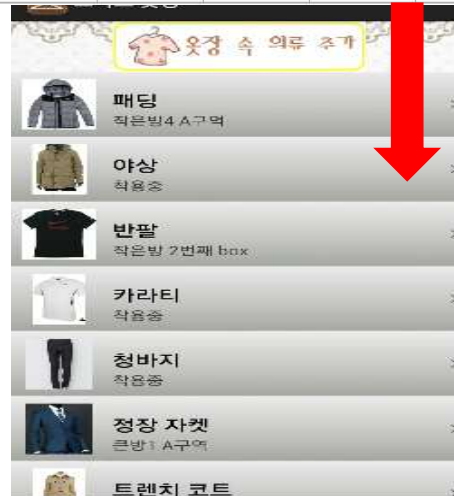 옷장 속 의류 추가
패딩
작은방4 A구역
야상
착용중
반팔
작은방 2번째 box
카라티
착용중
청바지
착용중
정장 자켓
큰방1 A구역
트렌치 코트